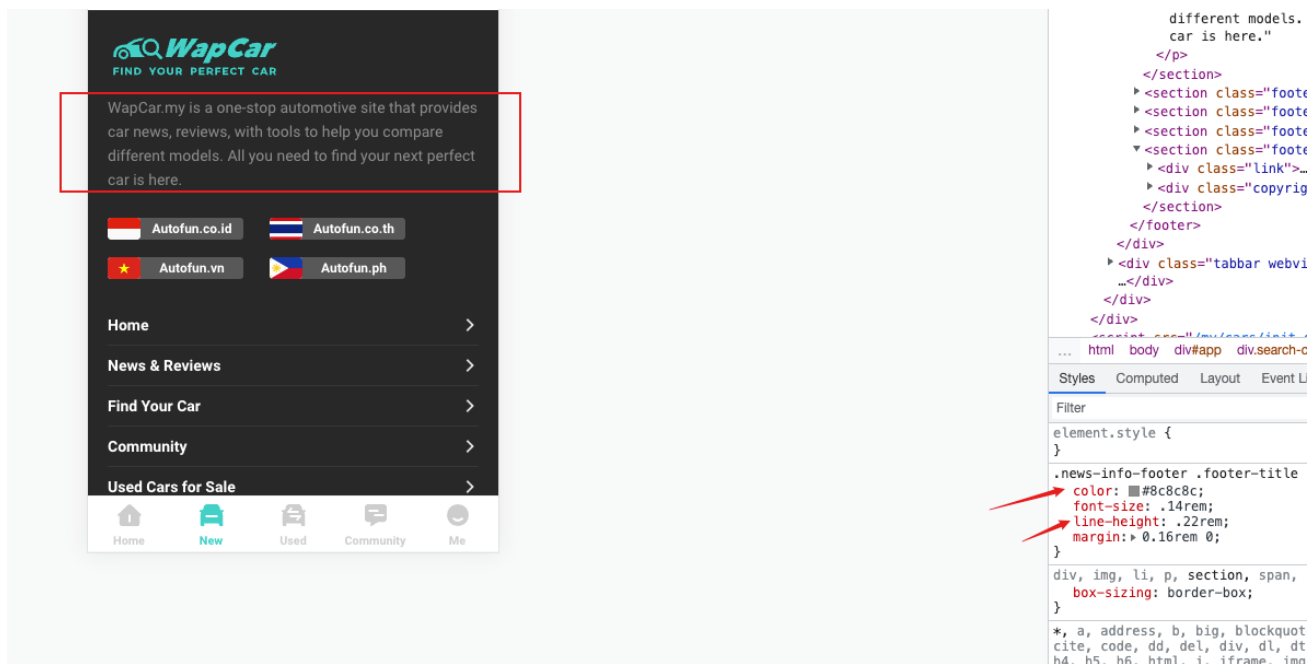 WapCar
FIND YOUR PERFECT CAR
WapCar.my is a one-stop automotive site that provides
car news, reviews, with tools to help you compare
different models. All you need to find your next perfect
car is here.
Autofun.co.id
Autofun.co.th
Autofun.vn
Autofun.ph
Home
News & Reviews
Find Your Car
Community
Used Cars for Sale
Home
New
Used
Community
Me
different models.
car is here."
</p>
</section>
<section class="foote
<section class="foote
<section class="foote
<section class="foote
<div class="link">…
<div class="copyrig
</section>
</footer>
</div>
<div class="tabbar webvi
…</div>
</div>
</div>
… html body div#app div.search-c
Styles Computed Layout Event Li
Filter
element.style {
}
.news-info-footer .footer-title
color: #8c8c8c;
font-size: .14rem;
line-height: .22rem;
margin: 0.16rem 0;
}
div, img, li, p, section, span,
box-sizing: border-box;
}
*, a, address, b, big, blockquot
cite, code, dd, del, div, dl, dt
h4, h5, h6, html, i, iframe, img